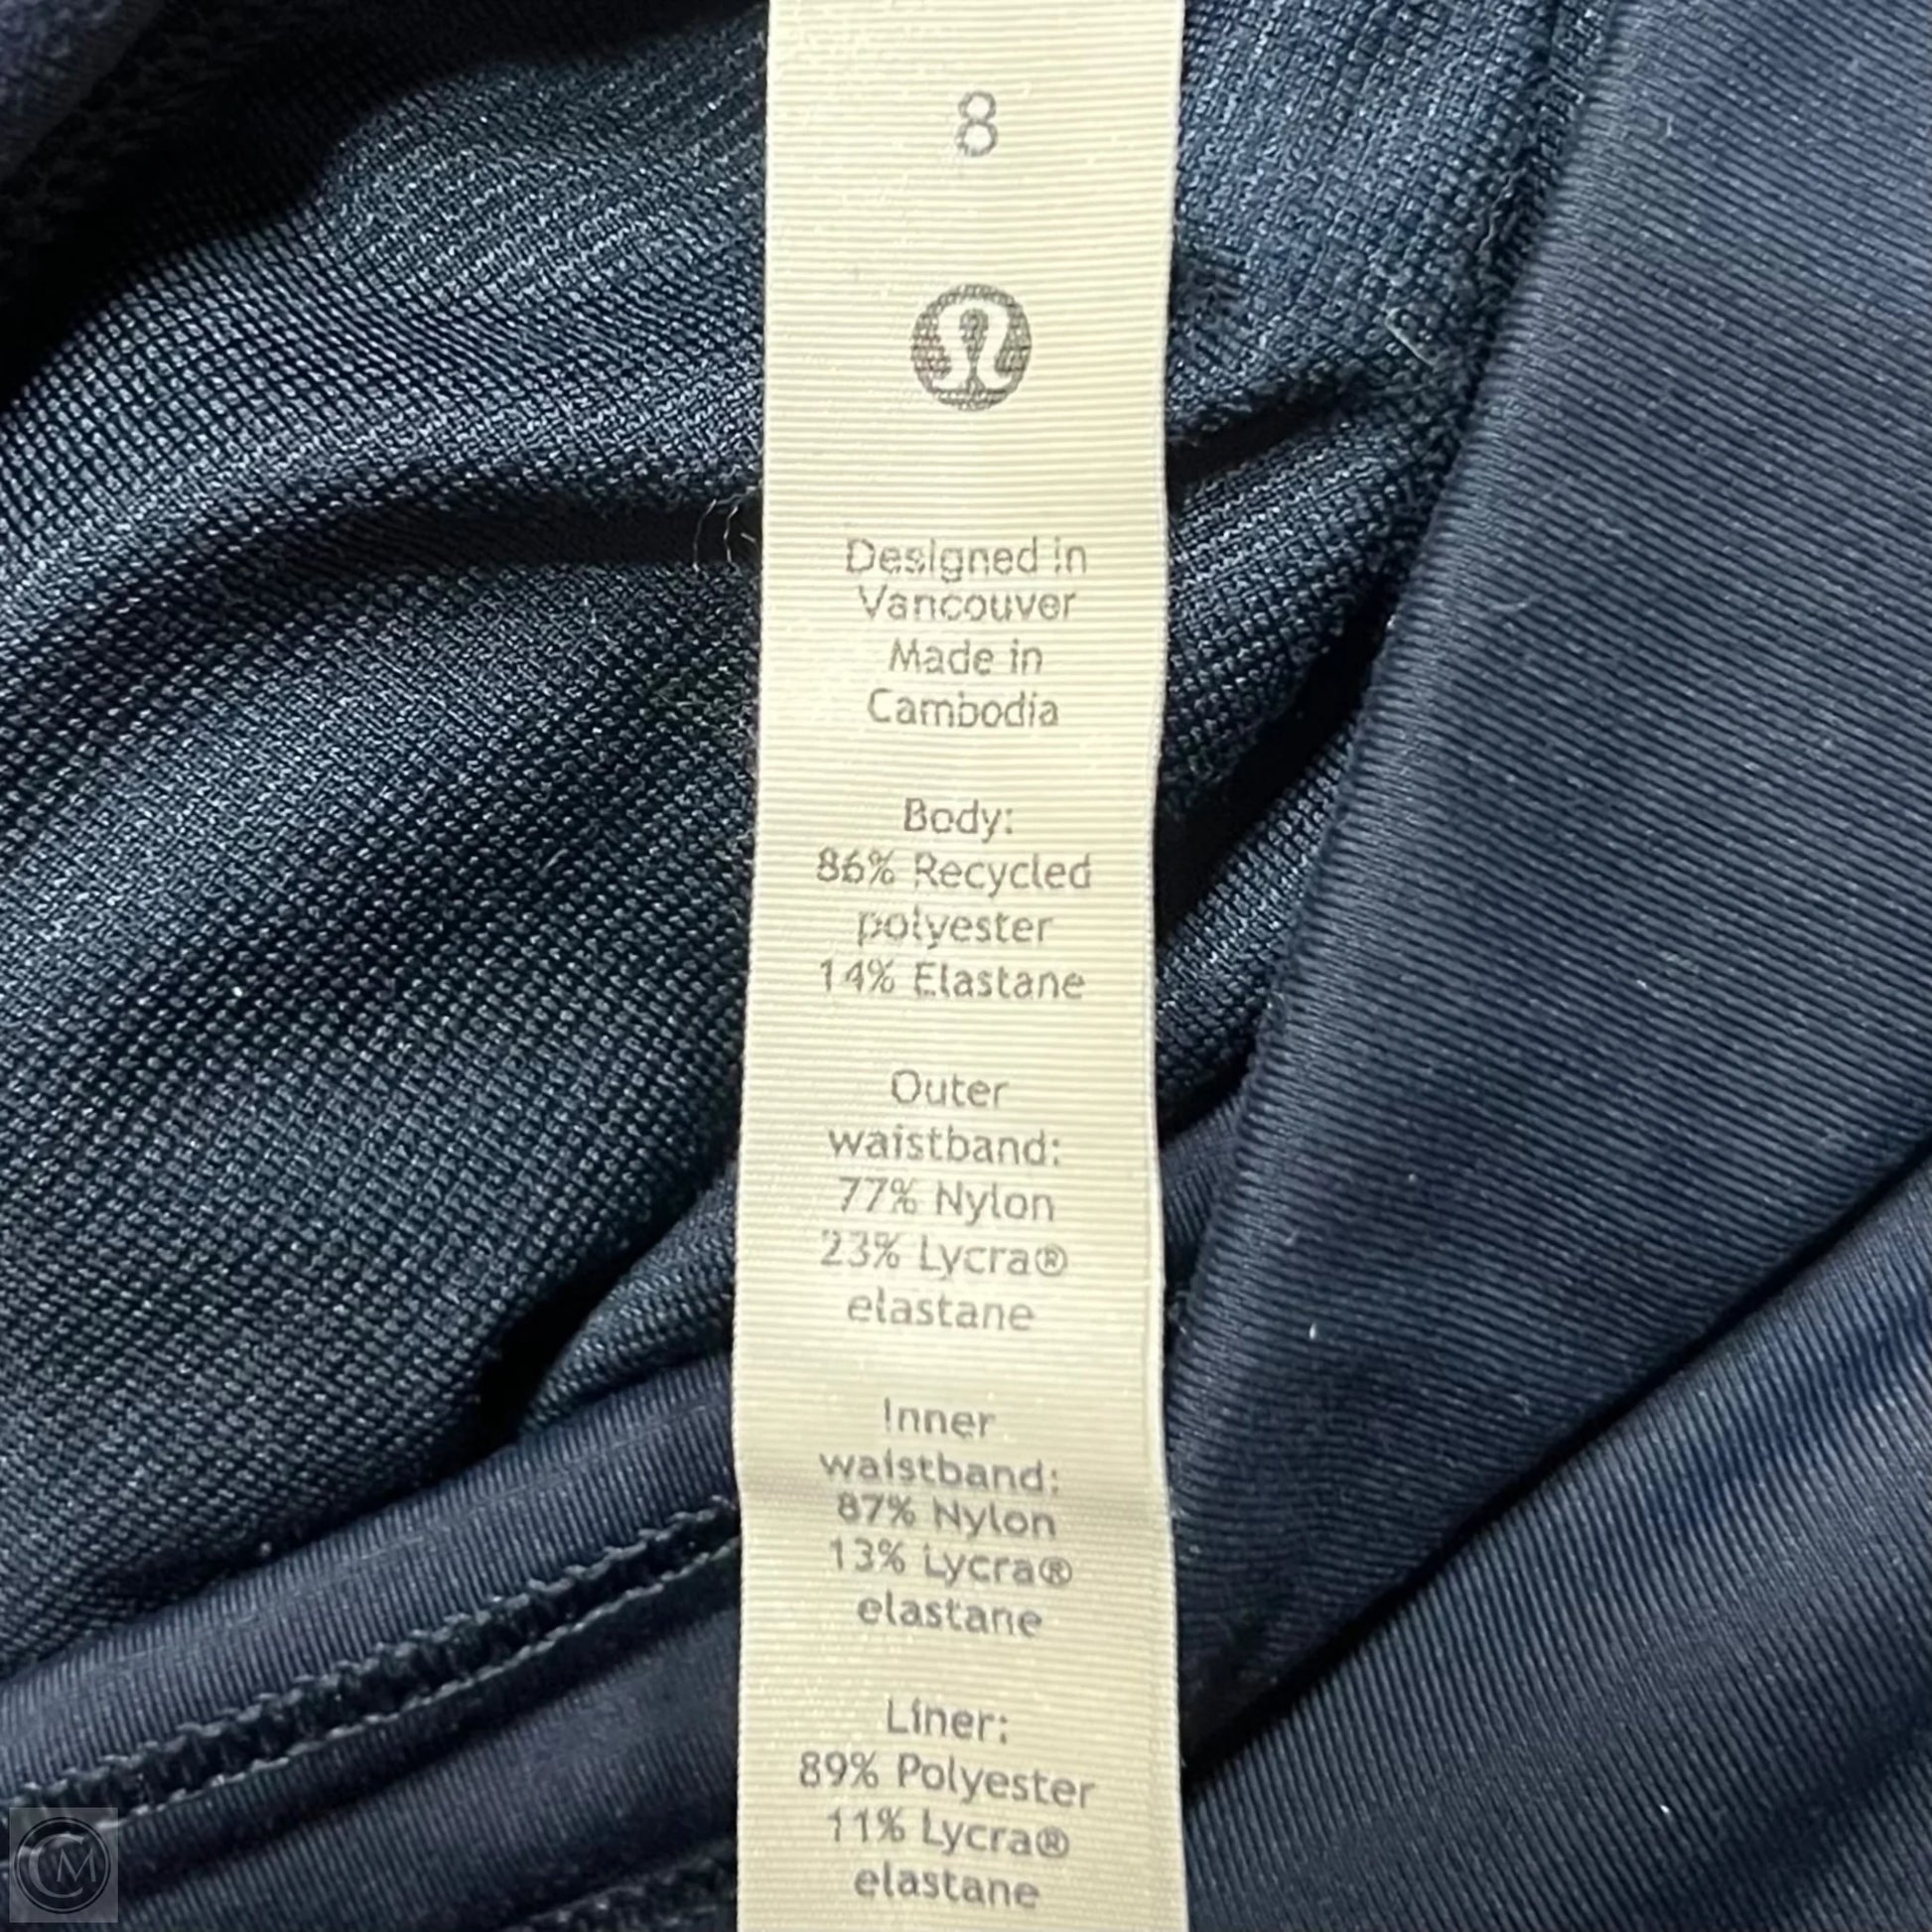 8
Designed in
Vancouver
Made in
Cambodia
Body:
86% Recycled
polyester
14% Elastane
Outer
waistband:
77% Nylon
23% Lycra®
elastane
Inner
waistband:
87% Nylon
13% Lycra®
elastane
Liner:
89% Polyester
11% Lycra®
elastane
CM